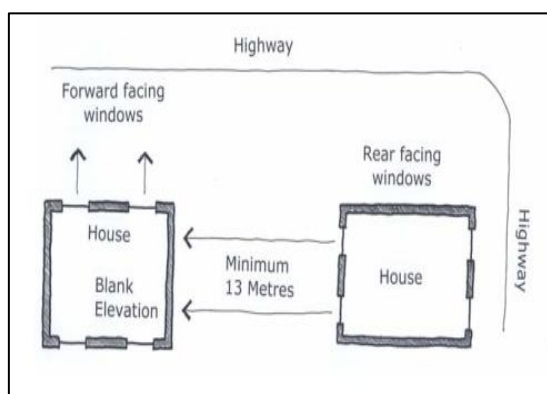 Highway
Forward facing
windows
Rear facing
windows
Highway
House
Minimum
13 Metres
House
Blank
Elevation